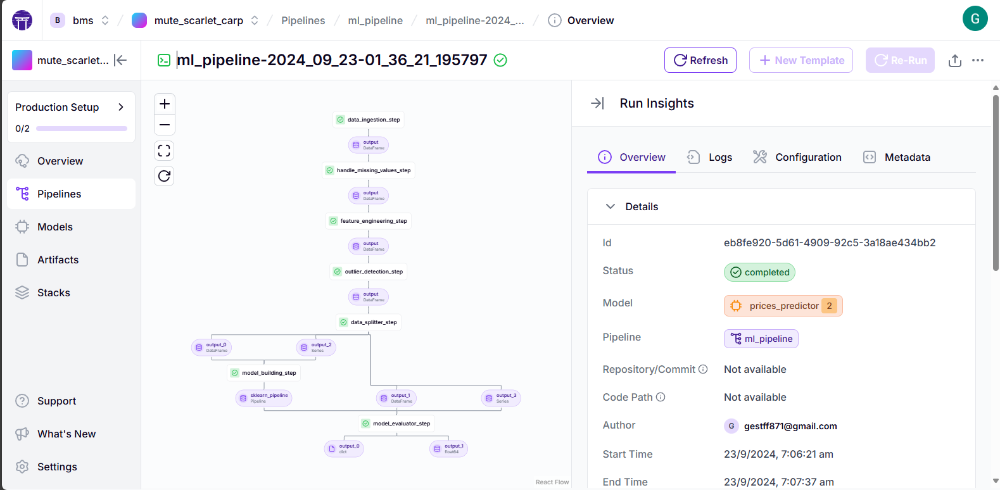 B bms mute_scarlet_carp Pipelines ml_pipeline ml_pipeline-2024_... Overview G
mute_scarlet...
ml_pipeline-2024_09_23-01_36_21_195797
Refresh
New Template
Re-Run
Production Setup
0/2
Overview
Pipelines
Models
Artifacts
Stacks
Support
What's New
Settings
data_ingestion_step
output
DataFrame
handle_missing_values_step
output
DataFrame
feature_engineering_step
output
DataFrame
outlier_detection_step
output
DataFrame
data_splitter_step
output_0
DataFrame
output_2
Series
model_building_step
sklearn_pipeline
Pipeline
output_1
DataFrame
output_3
Series
model_evaluator_step
output_0
dict
output_1
float64
React Flow
Run Insights
Overview Logs Configuration Metadata
Details
Id eb8fe920-5d61-4909-92c5-3a18ae434bb2
Status completed
Model prices_predictor 2
Pipeline ml_pipeline
Repository/Commit Not available
Code Path Not available
Author G gestff871@gmail.com
Start Time 23/9/2024, 7:06:21 am
End Time 23/9/2024, 7:07:37 am